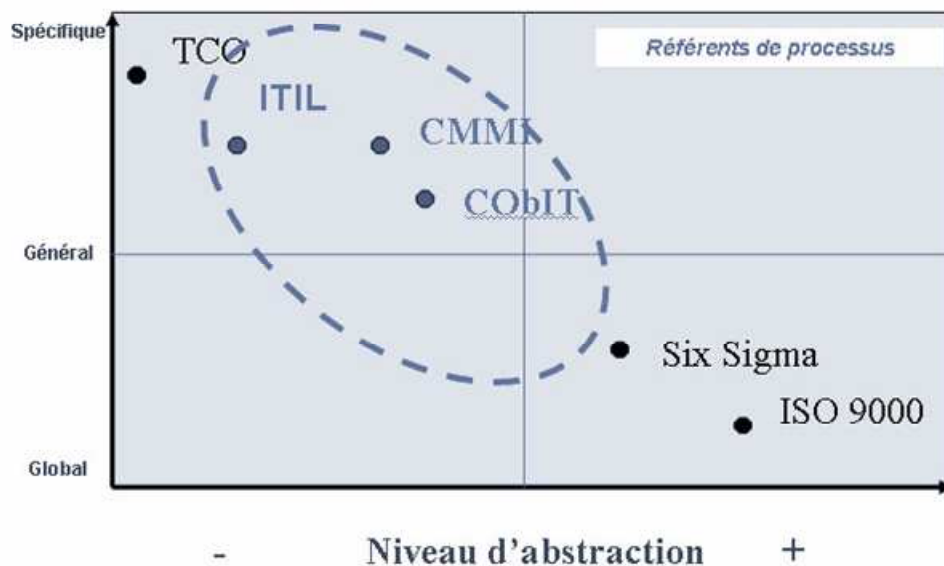 Spécifique
Référents de processus
TCO
ITIL
CMMI
CObIT
Général
Six Sigma
ISO 9000
Global
- Niveau d'abstraction +